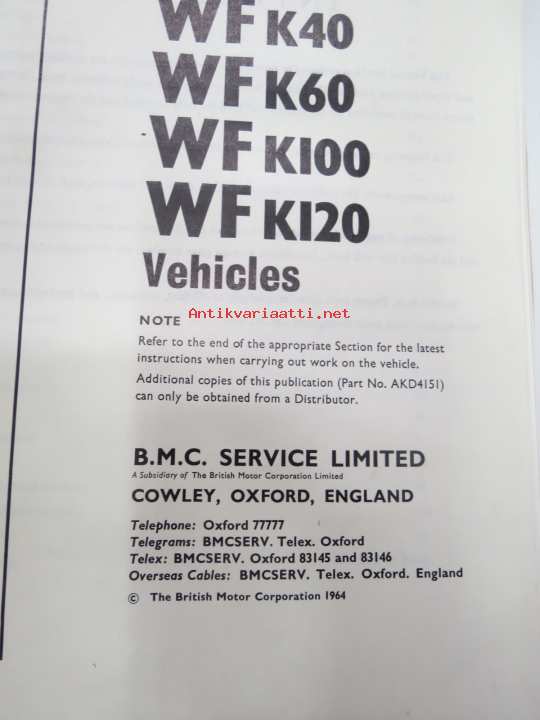 WF K40
WF K60
WF K100
WF K120
Vehicles
Antikvariaatti.net
NOTE
Refer to the end of the appropriate Section for the latest
instructions when carrying out work on the vehicle.
Additional copies of this publication (Part No. AKD4151)
can only be obtained from a Distributor.
B.M.C. SERVICE LIMITED
A Subsidiary of The British Motor Corporation Limited
COWLEY, OXFORD, ENGLAND
Telephone: Oxford 77777
Telegrams: BMCSERV. Telex. Oxford
Telex: BMCSERV. Oxford 83145 and 83146
Overseas Cables: BMCSERV. Telex. Oxford. England
© The British Motor Corporation 1964